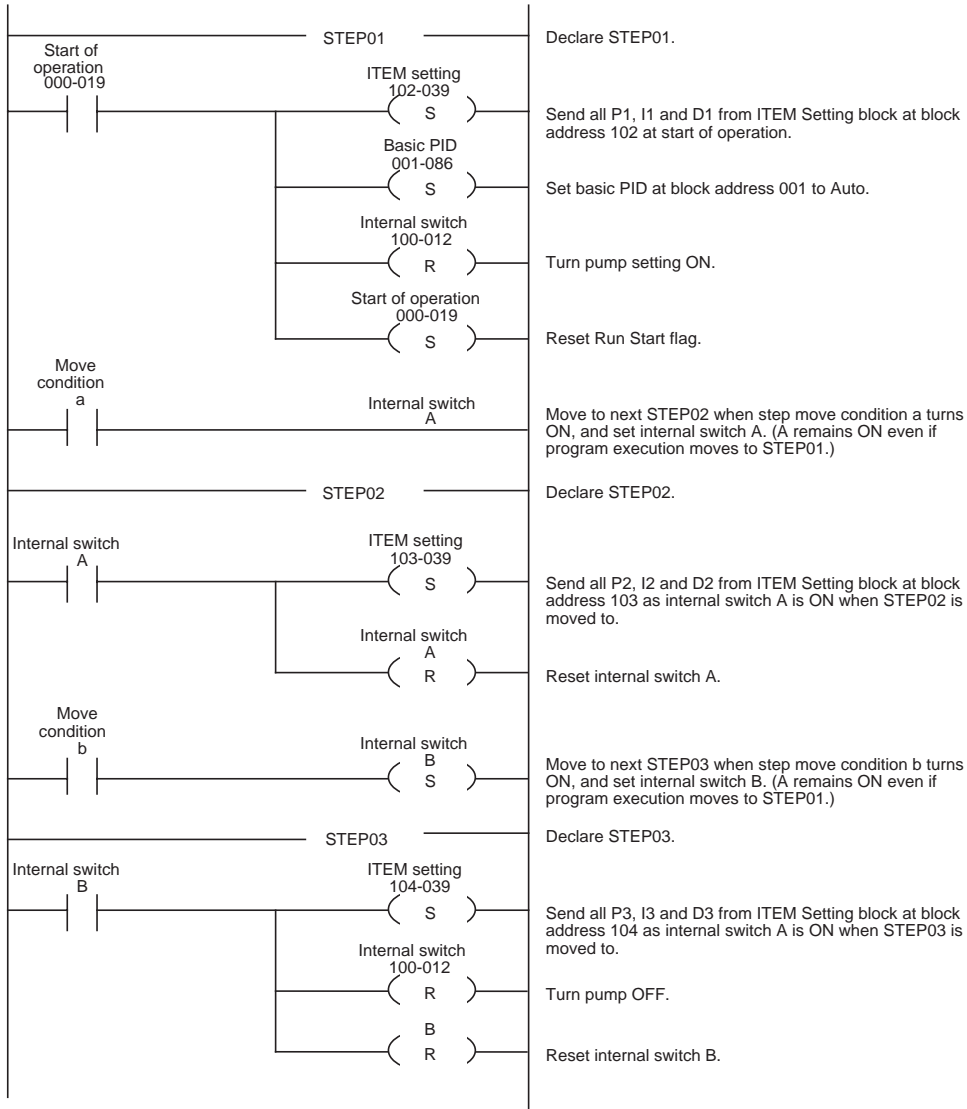 STEP01
Declare STEP01.
Start of
operation
000-019
ITEM setting
102-039
S
Send all P1, I1 and D1 from ITEM Setting block at block
address 102 at start of operation.
Basic PID
001-086
S
Set basic PID at block address 001 to Auto.
Internal switch
100-012
R
Turn pump setting ON.
Start of operation
000-019
S
Reset Run Start flag.
Move
condition
a
Internal switch
A
Move to next STEP02 when step move condition a turns
ON, and set internal switch A. (A remains ON even if
program execution moves to STEP01.)
STEP02
Declare STEP02.
Internal switch
A
ITEM setting
103-039
S
Send all P2, I2 and D2 from ITEM Setting block at block
address 103 as internal switch A is ON when STEP02 is
moved to.
Internal switch
A
R
Reset internal switch A.
Move
condition
b
Internal switch
B
S
Move to next STEP03 when step move condition b turns
ON, and set internal switch B. (A remains ON even if
program execution moves to STEP01.)
STEP03
Declare STEP03.
Internal switch
B
ITEM setting
104-039
S
Send all P3, I3 and D3 from ITEM Setting block at block
address 104 as internal switch A is ON when STEP03 is
moved to.
Internal switch
100-012
R
Turn pump OFF.
B
R
Reset internal switch B.